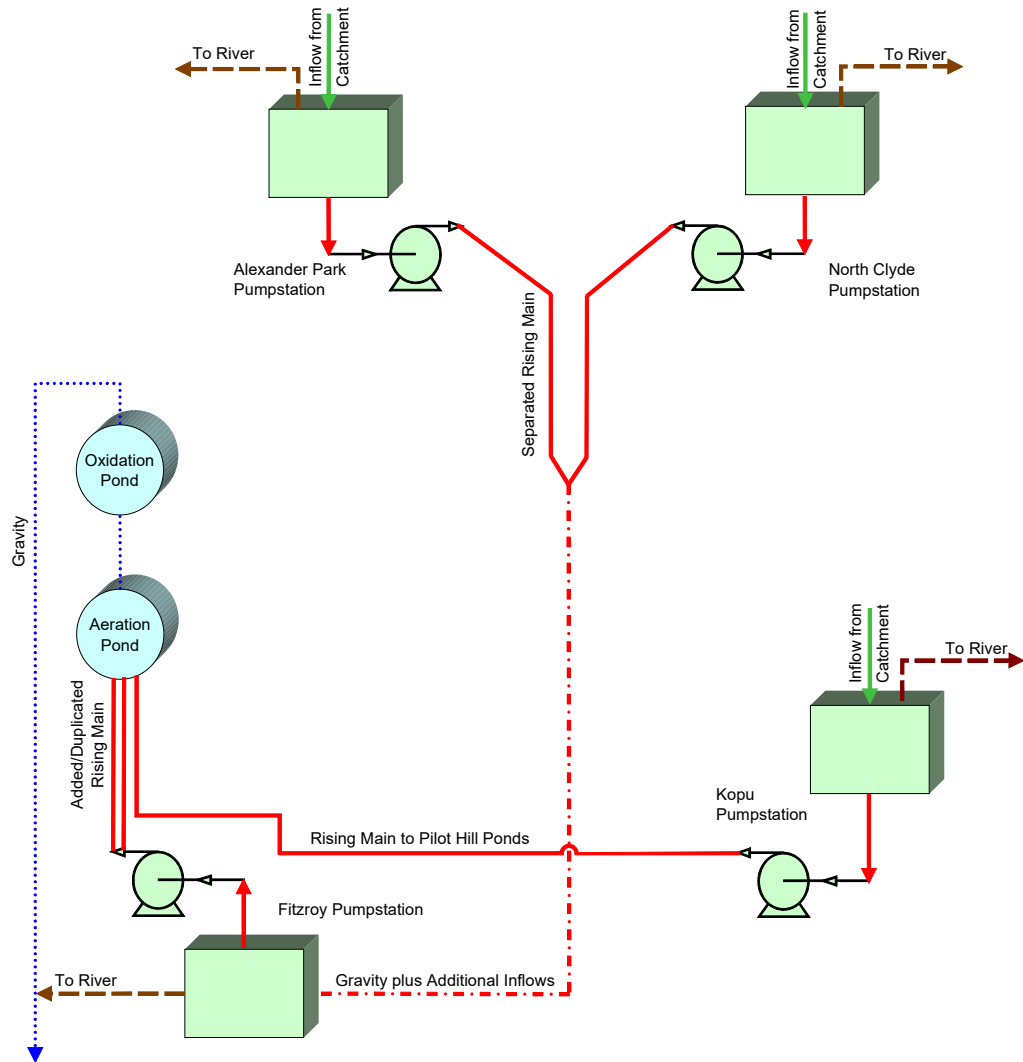 To River
Inflow from
Catchment
Inflow from
Catchment
To River
Alexander Park
Pumpstation
North Clyde
Pumpstation
Separated Rising Main
Oxidation
Pond
Gravity
Aeration
Pond
Added/Duplicated
Rising Main
Inflow from
Catchment
To River
Kopu
Pumpstation
Rising Main to Pilot Hill Ponds
Fitzroy Pumpstation
To River
Gravity plus Additional Inflows